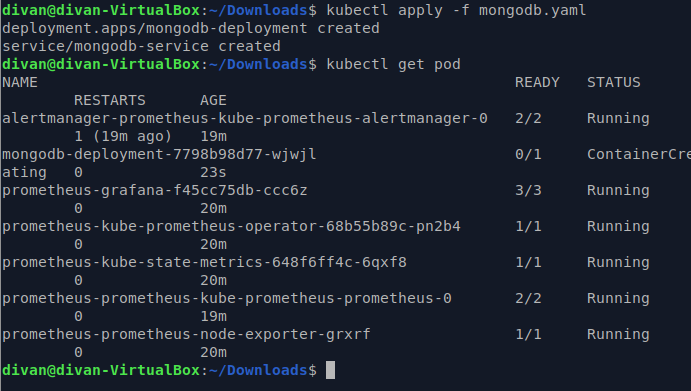 divan@divan-VirtualBox:~/Downloads$ kubectl apply -f mongodb.yaml
deployment.apps/mongodb-deployment created
service/mongodb-service created
divan@divan-VirtualBox:~/Downloads$ kubectl get pod
NAME READY STATUS
RESTARTS AGE
alertmanager-prometheus-kube-prometheus-alertmanager-0 2/2 Running
1 (19m ago) 19m
mongodb-deployment-7798b98d77-wjwjl 0/1 ContainerCre
ating 0 23s
prometheus-grafana-f45cc75db-ccc6z 3/3 Running
0 20m
prometheus-kube-prometheus-operator-68b55b89c-pn2b4 1/1 Running
0 20m
prometheus-kube-state-metrics-648f6ff4c-6qxf8 1/1 Running
0 20m
prometheus-prometheus-kube-prometheus-prometheus-0 2/2 Running
0 19m
prometheus-prometheus-node-exporter-grxrf 1/1 Running
0 20m
divan@divan-VirtualBox:~/Downloads$